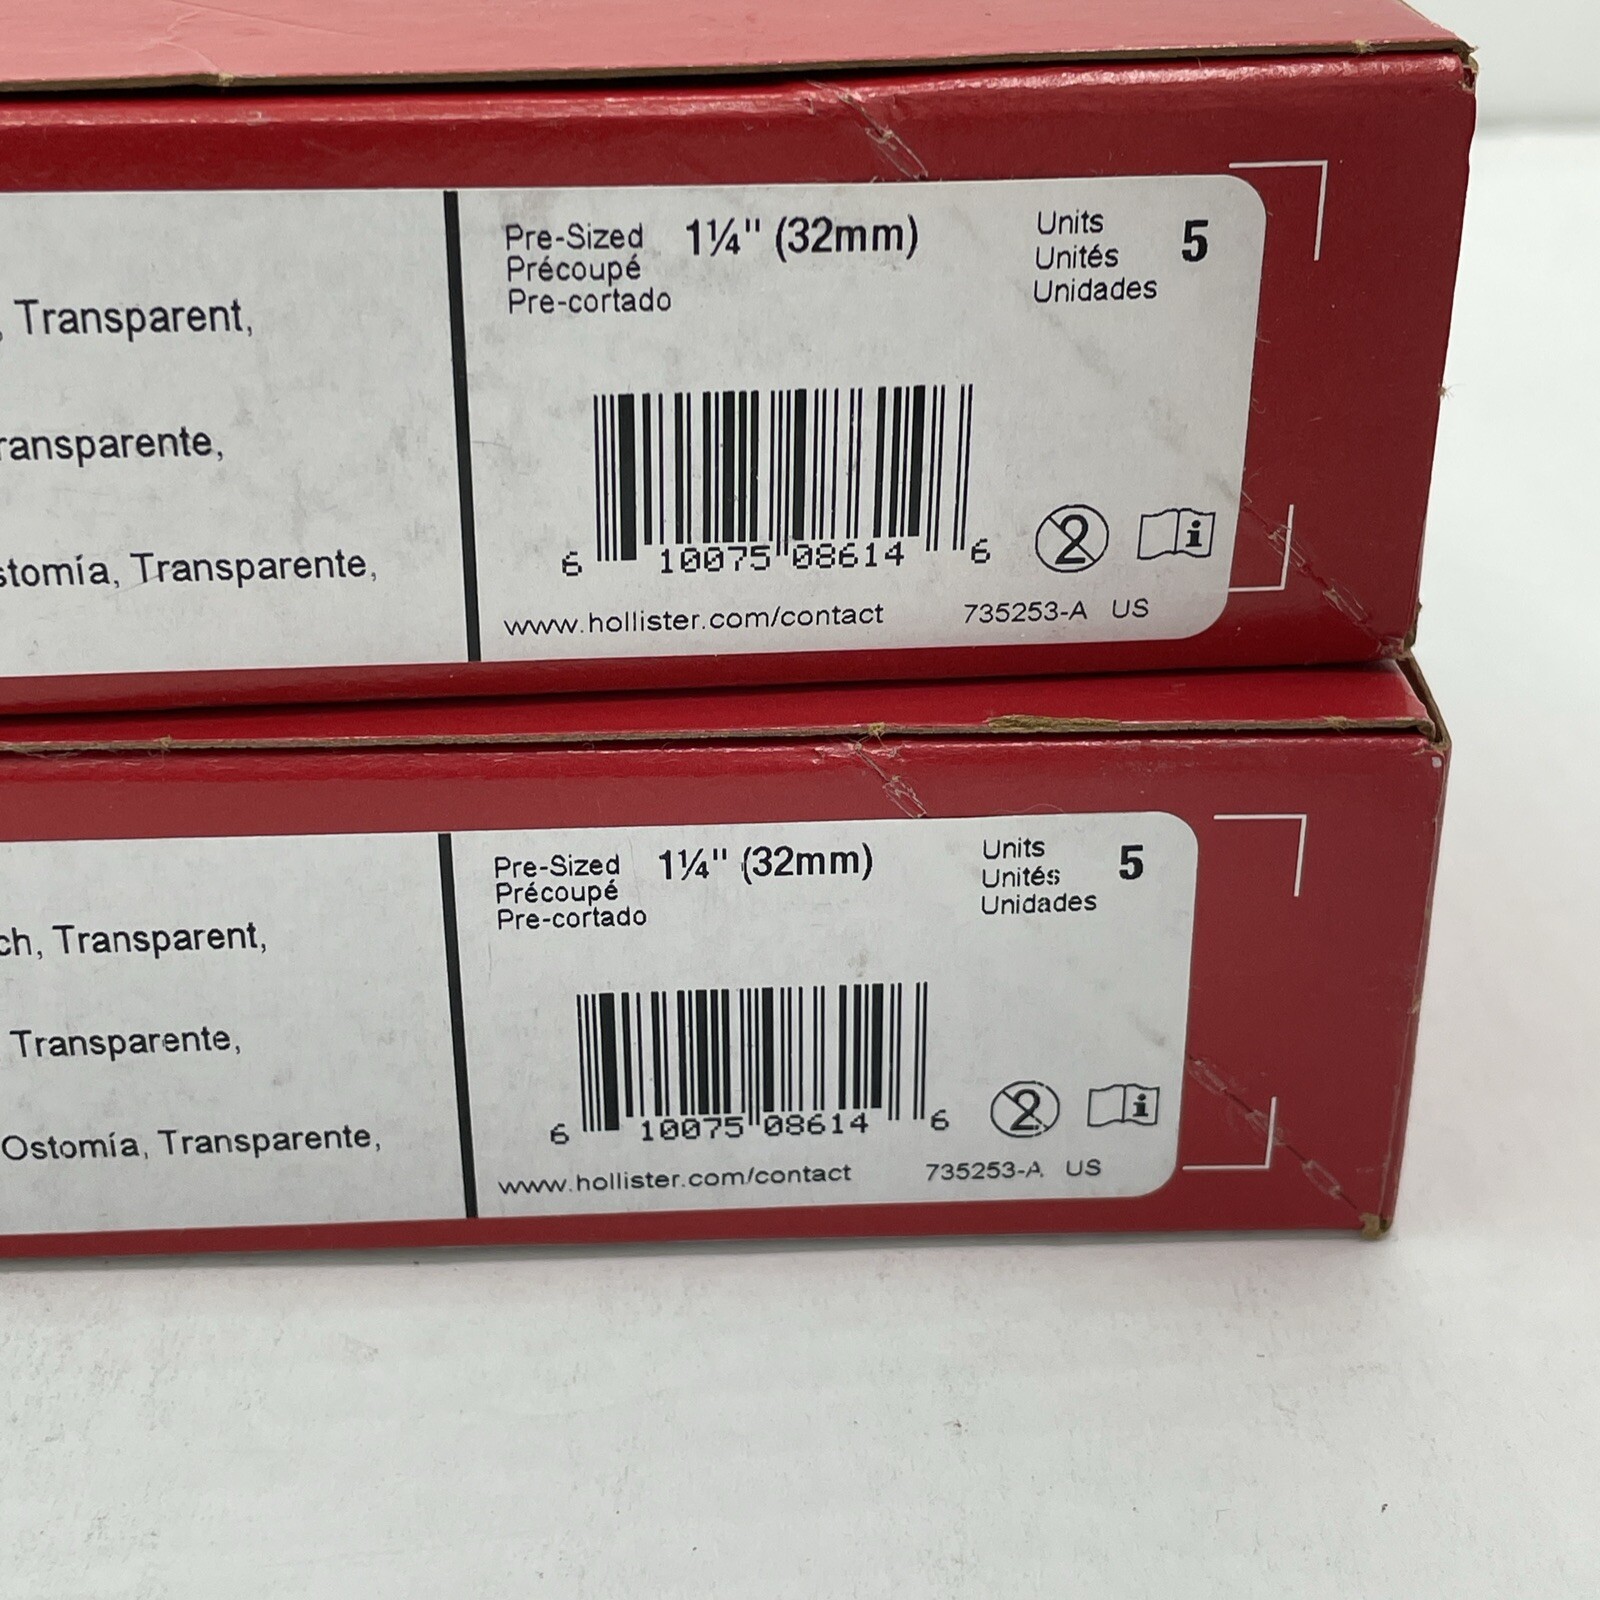 , Transparent,
ransparente,
stomía, Transparente,
Pre-Sized 1¼" (32mm)
Précoupé
Pre-cortado
Units
Unités 5
Unidades
6 10075 08614 6
www.hollister.com/contact 735253-A US
ch, Transparent,
Transparente,
Ostomía, Transparente,
Pre-Sized 1¼" (32mm)
Précoupé
Pre-cortado
Units
Unités 5
Unidades
6 10075 08614 6
www.hollister.com/contact 735253-A US